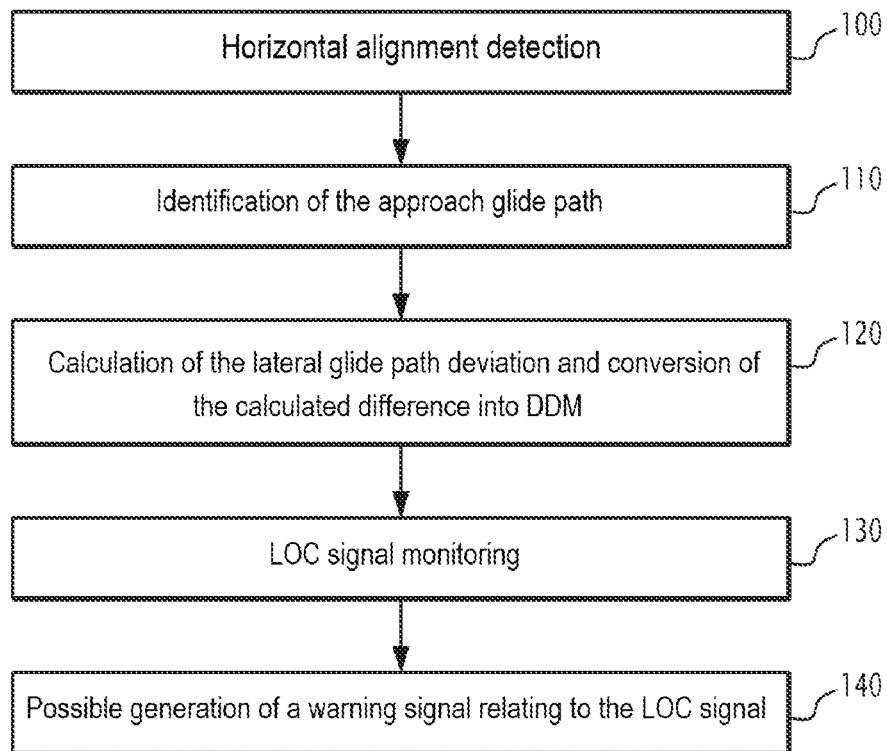 Horizontal alignment detection
100
Identification of the approach glide path
110
Calculation of the lateral glide path deviation and conversion of
the calculated difference into DDM
120
LOC signal monitoring
130
Possible generation of a warning signal relating to the LOC signal
140